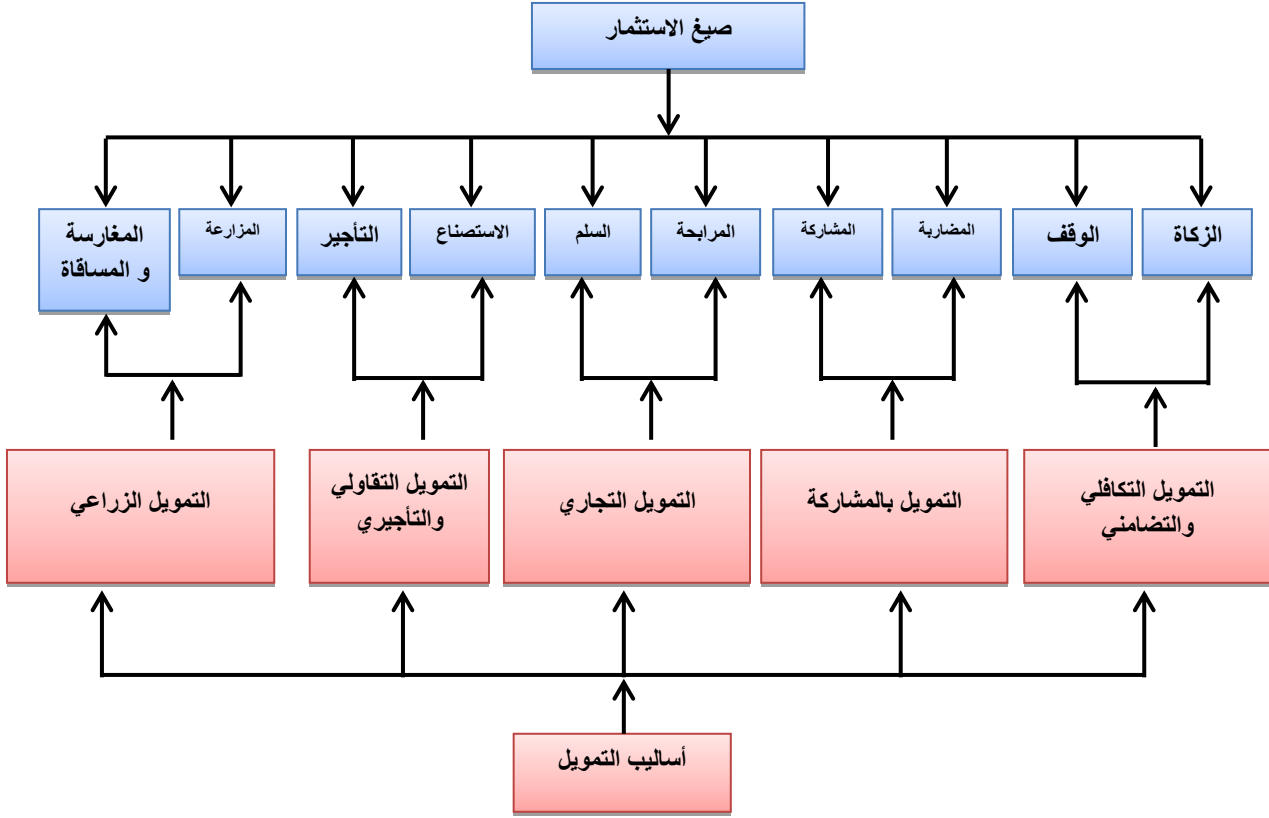 صيغ الاستثمار
الزكاة
الوقف
المضاربة
المشاركة
المرابحة
السلم
الاستصناع
التأجير
المزارعة
المغارسة
و المساقاة
التمويل التكافلي
والتضامني
التمويل بالمشاركة
التمويل التجاري
التمويل التقاولي
والتأجيري
التمويل الزراعي
أساليب التمويل